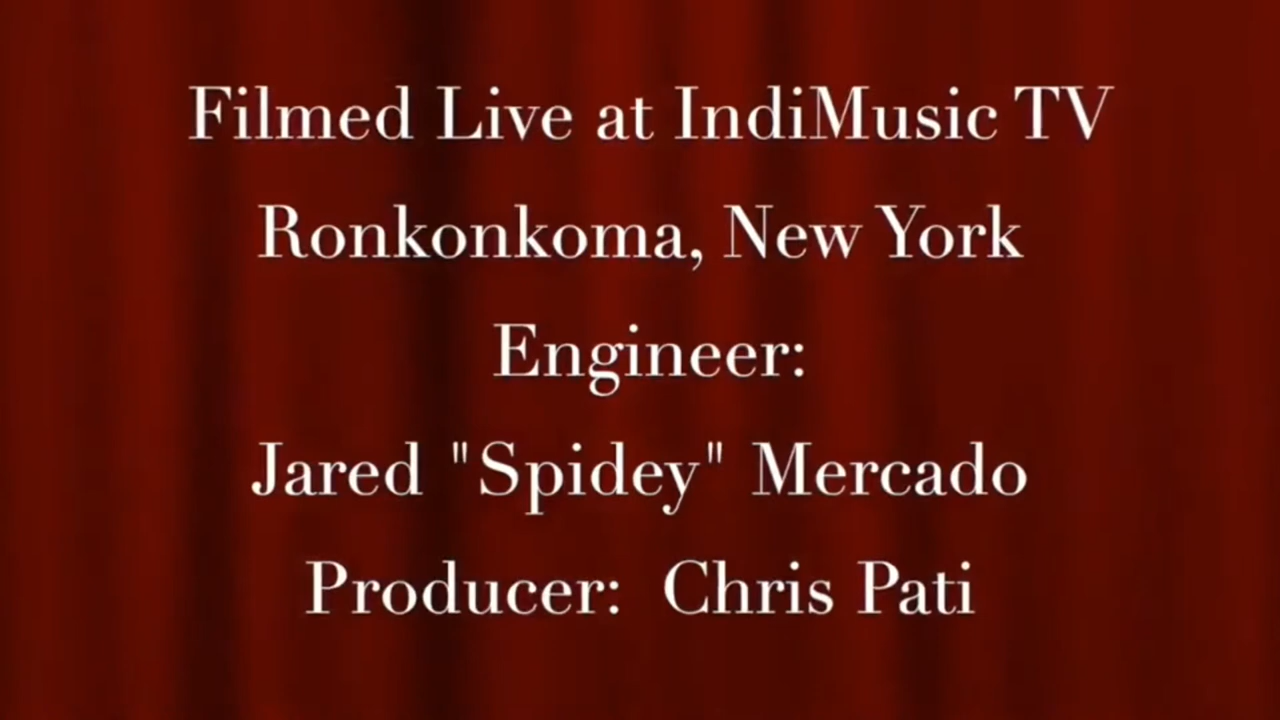 Filmed Live at IndiMusic TV
Ronkonkoma, New York
Engineer:
Jared "Spidey" Mercado
Producer:  Chris Pati